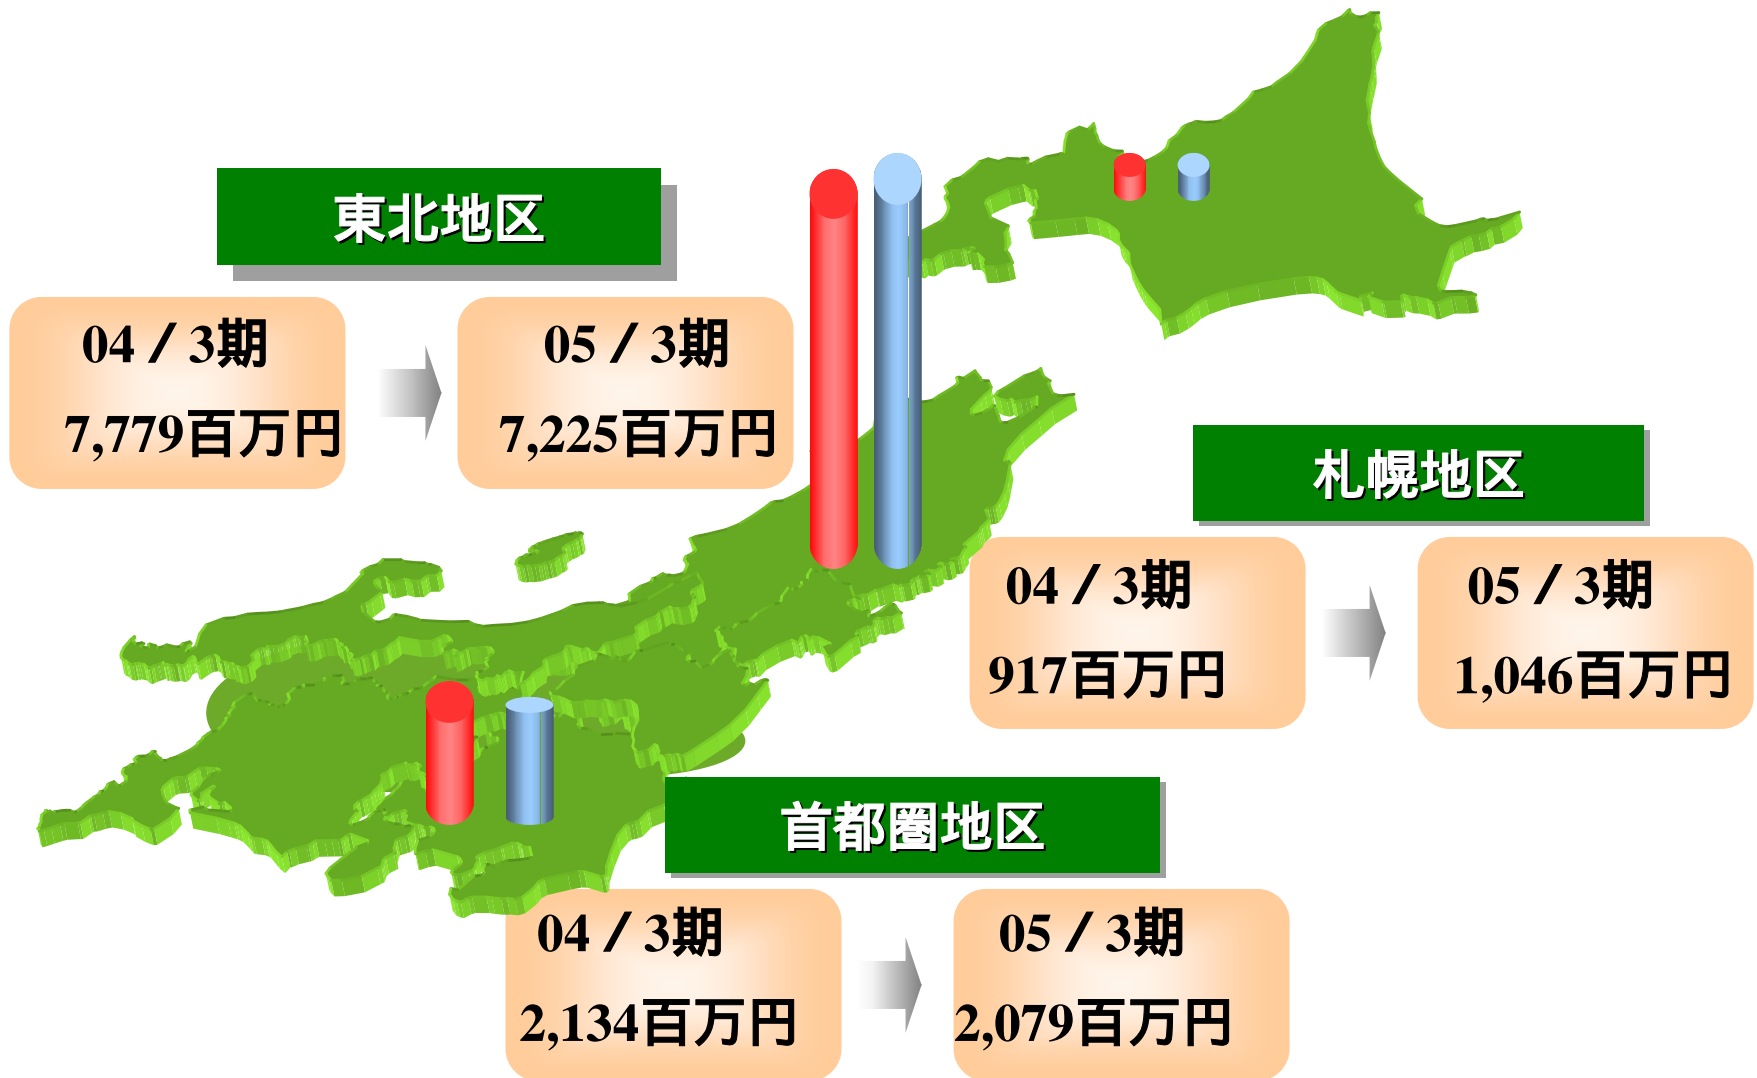 東北地区
04／3期
7,779百万円
05／3期
7,225百万円
札幌地区
04／3期
917百万円
05／3期
1,046百万円
首都圏地区
04／3期
2,134百万円
05／3期
2,079百万円